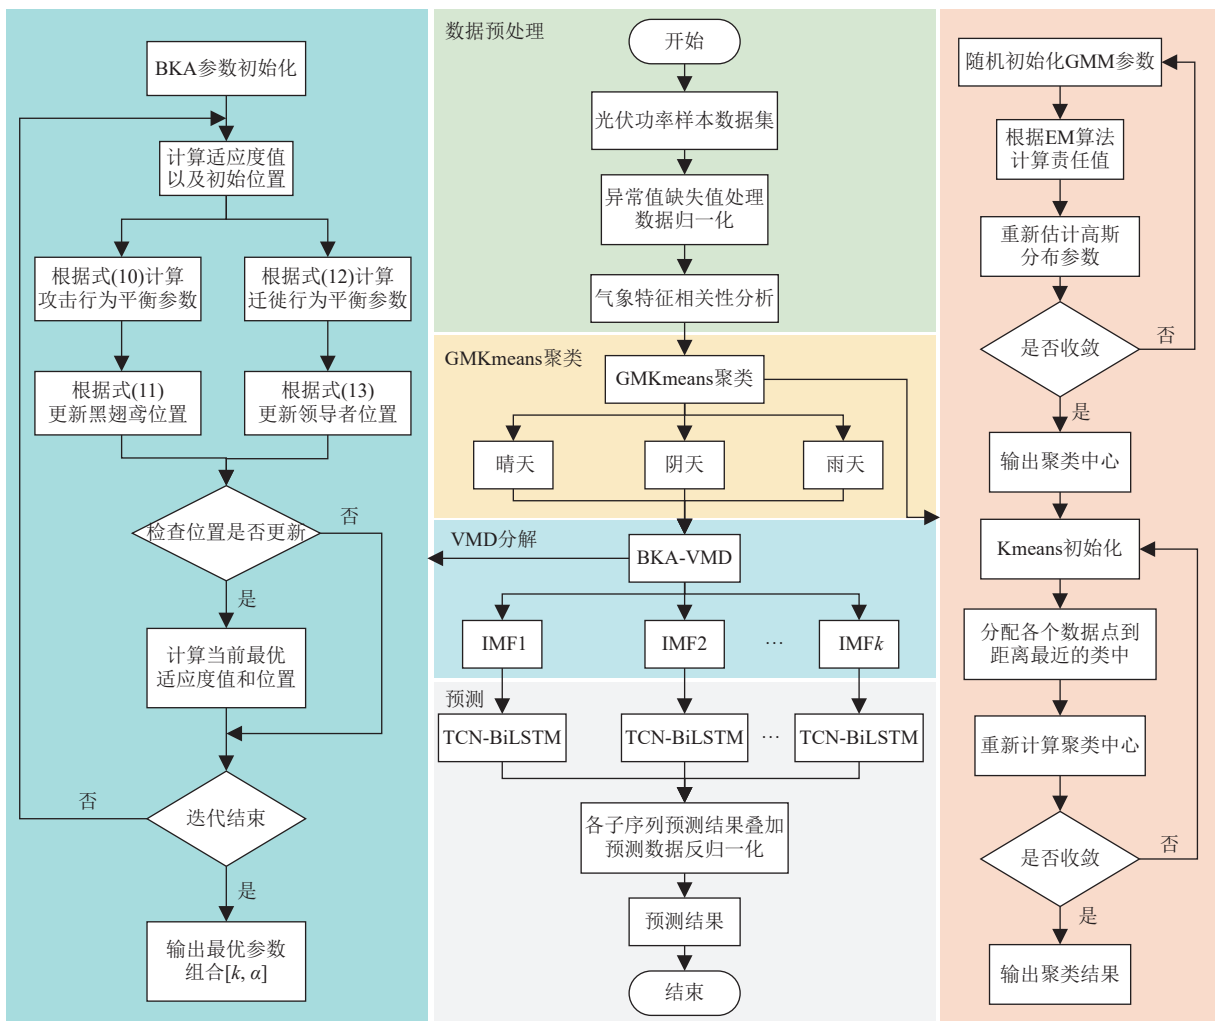 BKA参数初始化
计算适应度值
以及初始位置
根据式(10)计算
攻击行为平衡参数
根据式(12)计算
迁徙行为平衡参数
根据式(11)
更新黑翅鸢位置
根据式(13)
更新领导者位置
检查位置是否更新
否
是
计算当前最优
适应度值和位置
否
迭代结束
是
输出最优参数
组合[k, α]
数据预处理
开始
光伏功率样本数据集
异常值缺失值处理
数据归一化
气象特征相关性分析
GMKmeans聚类
GMKmeans聚类
晴天
阴天
雨天
VMD分解
BKA-VMD
IMF1
IMF2
···
IMFk
预测
TCN-BiLSTM
TCN-BiLSTM
···
TCN-BiLSTM
各子序列预测结果叠加
预测数据反归一化
预测结果
结束
随机初始化GMM参数
根据EM算法
计算责任值
重新估计高斯
分布参数
是否收敛
否
是
输出聚类中心
Kmeans初始化
分配各个数据点到
距离最近的类中
重新计算聚类中心
是否收敛
否
是
输出聚类结果